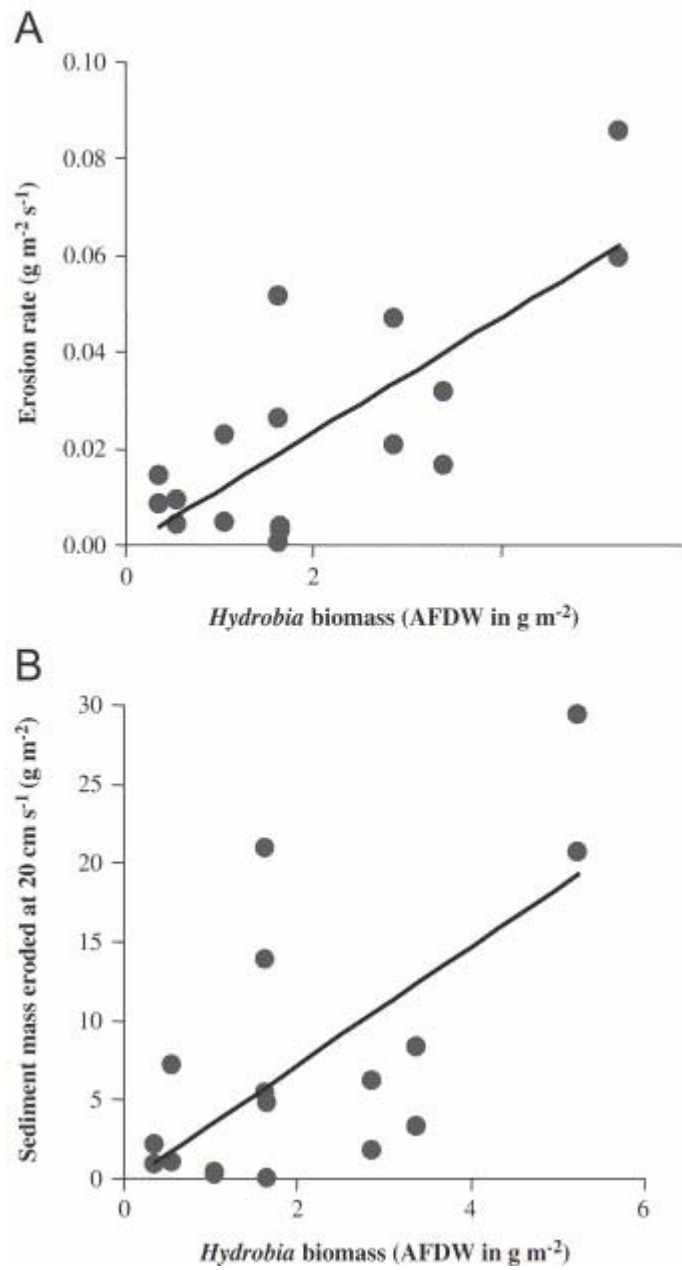 A
0.10
0.08
0.06
0.04
0.02
0.00
Erosion rate (g m⁻² s⁻¹)
0 2
Hydrobia biomass (AFDW in g m⁻²)
B
30
25
20
15
10
5
0
Sediment mass eroded at 20 cm s⁻¹ (g m⁻²)
0 2 4 6
Hydrobia biomass (AFDW in g m⁻²)